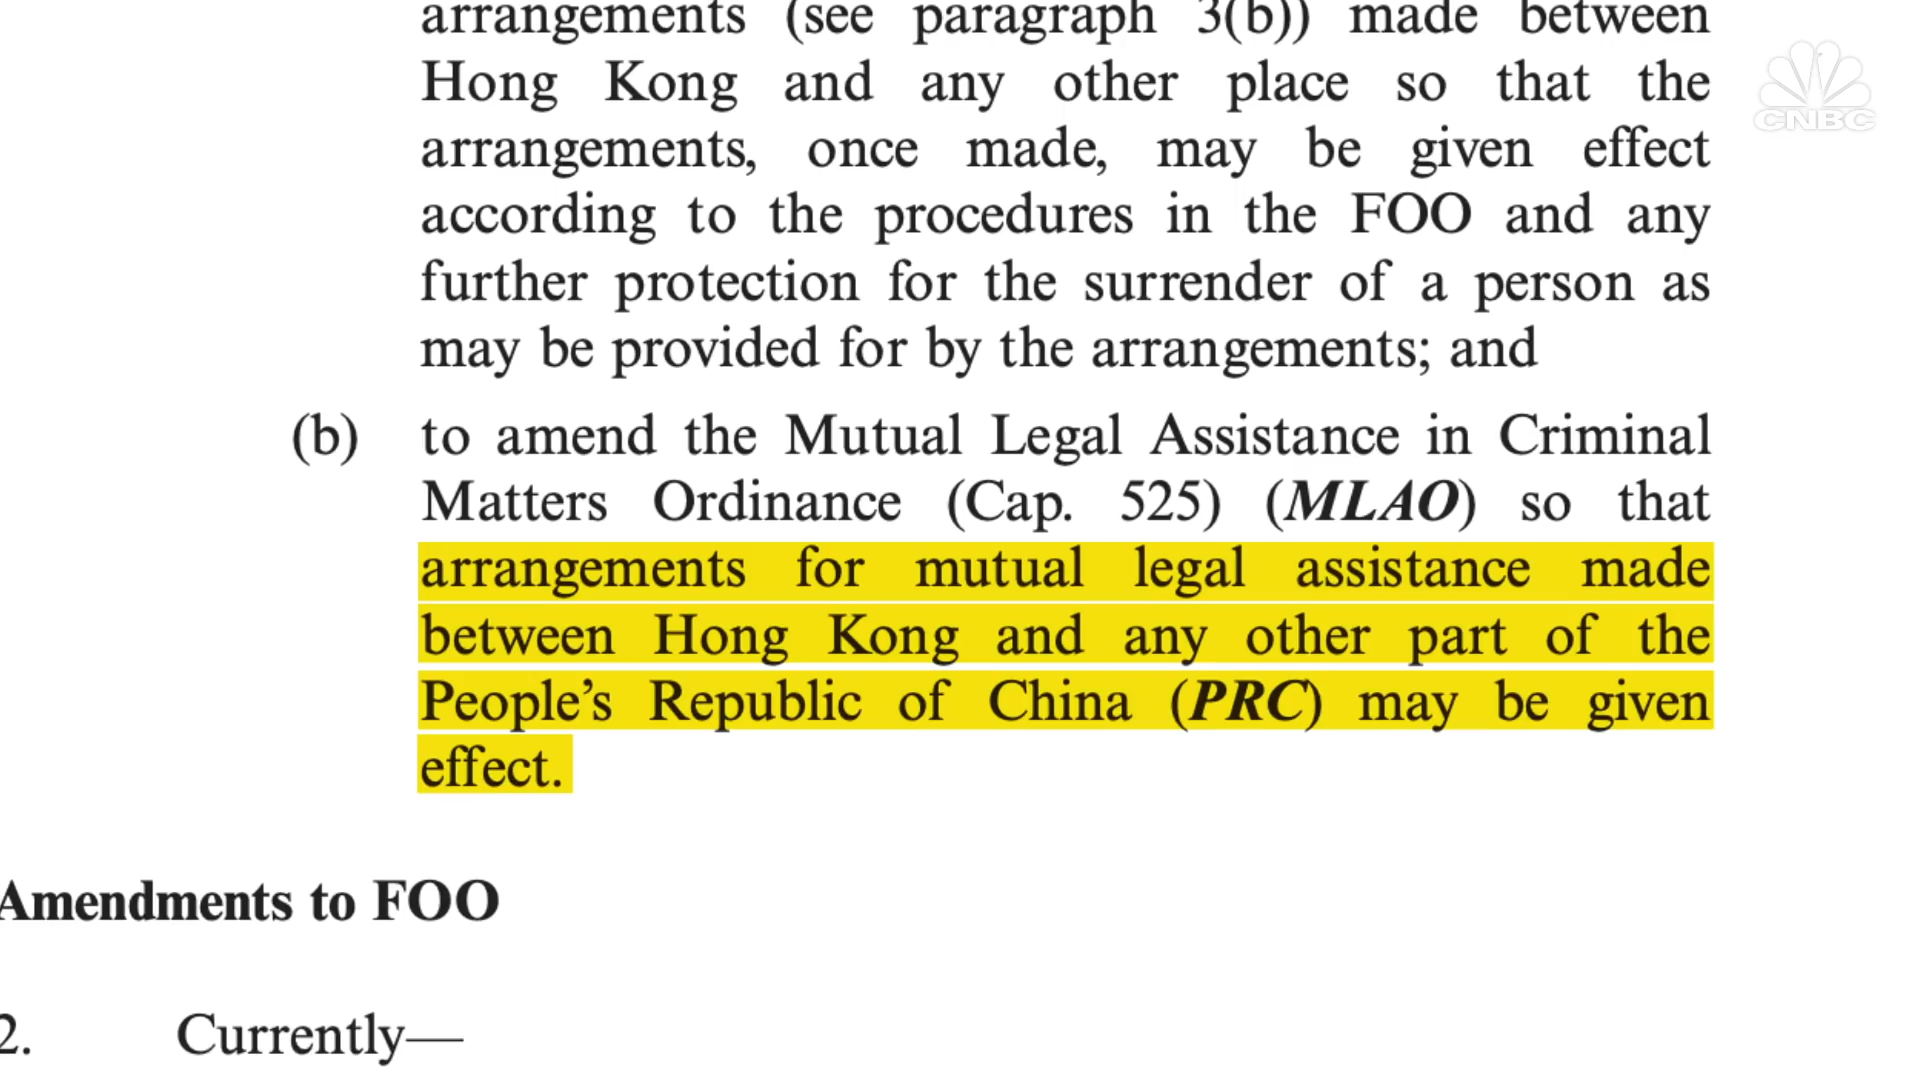 arrangements (see paragraph 3(b)) made between
Hong Kong and any other place so that the
arrangements, once made, may be given effect
according to the procedures in the FOO and any
further protection for the surrender of a person as
may be provided for by the arrangements; and
(b) to amend the Mutual Legal Assistance in Criminal
Matters Ordinance (Cap. 525) (MLAO) so that
arrangements for mutual legal assistance made
between Hong Kong and any other part of the
People’s Republic of China (PRC) may be given
effect.
Amendments to FOO
2. Currently—
CNBC